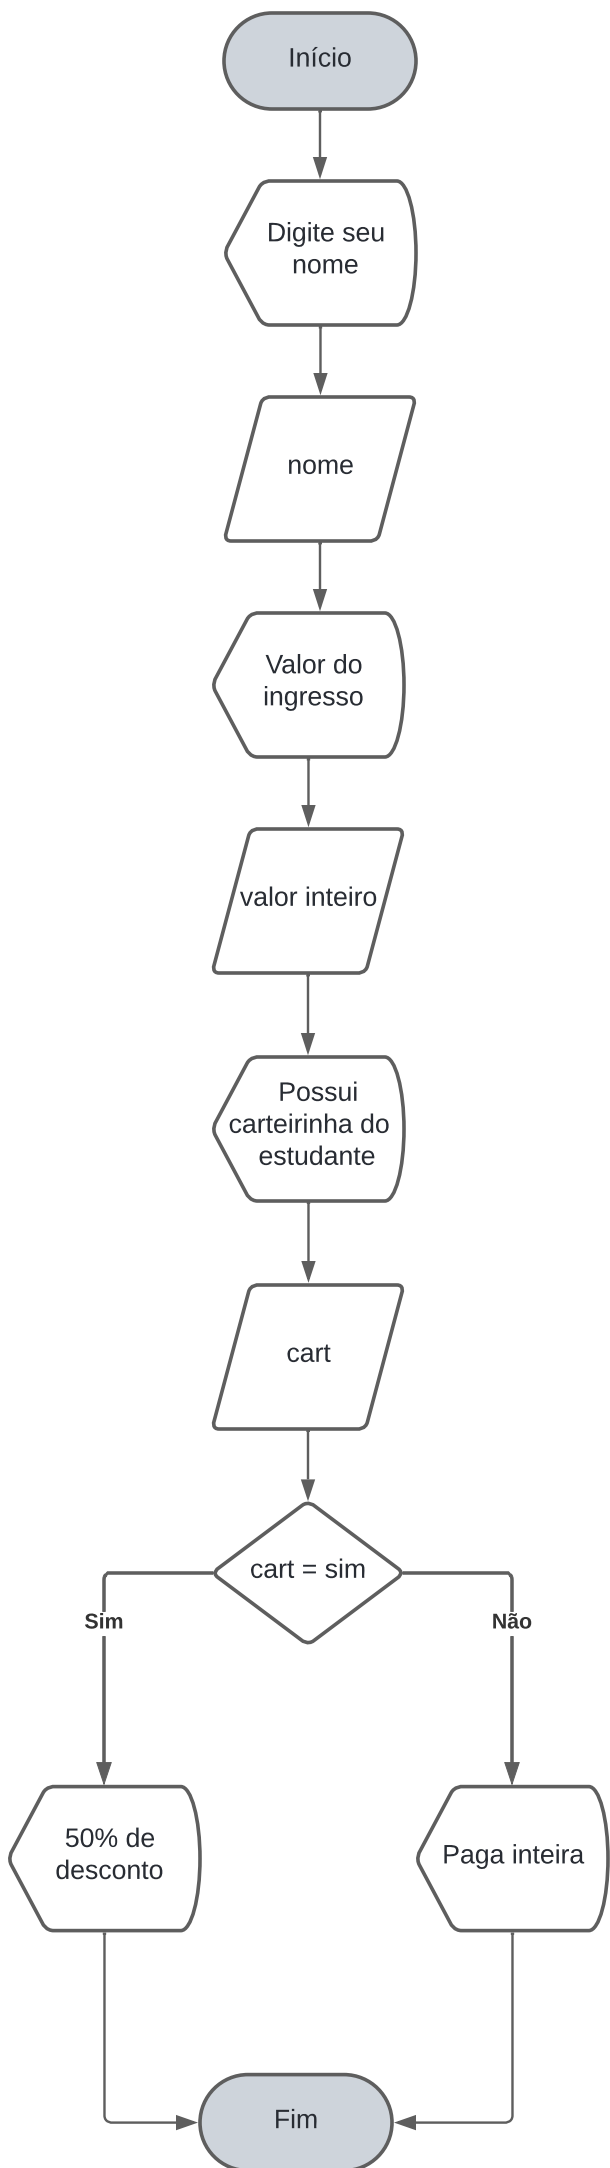 Início
Digite seu
nome
nome
Valor do
ingresso
valor inteiro
Possui
carteirinha do
estudante
cart
cart = sim
Sim
Não
50% de
desconto
Paga inteira
Fim